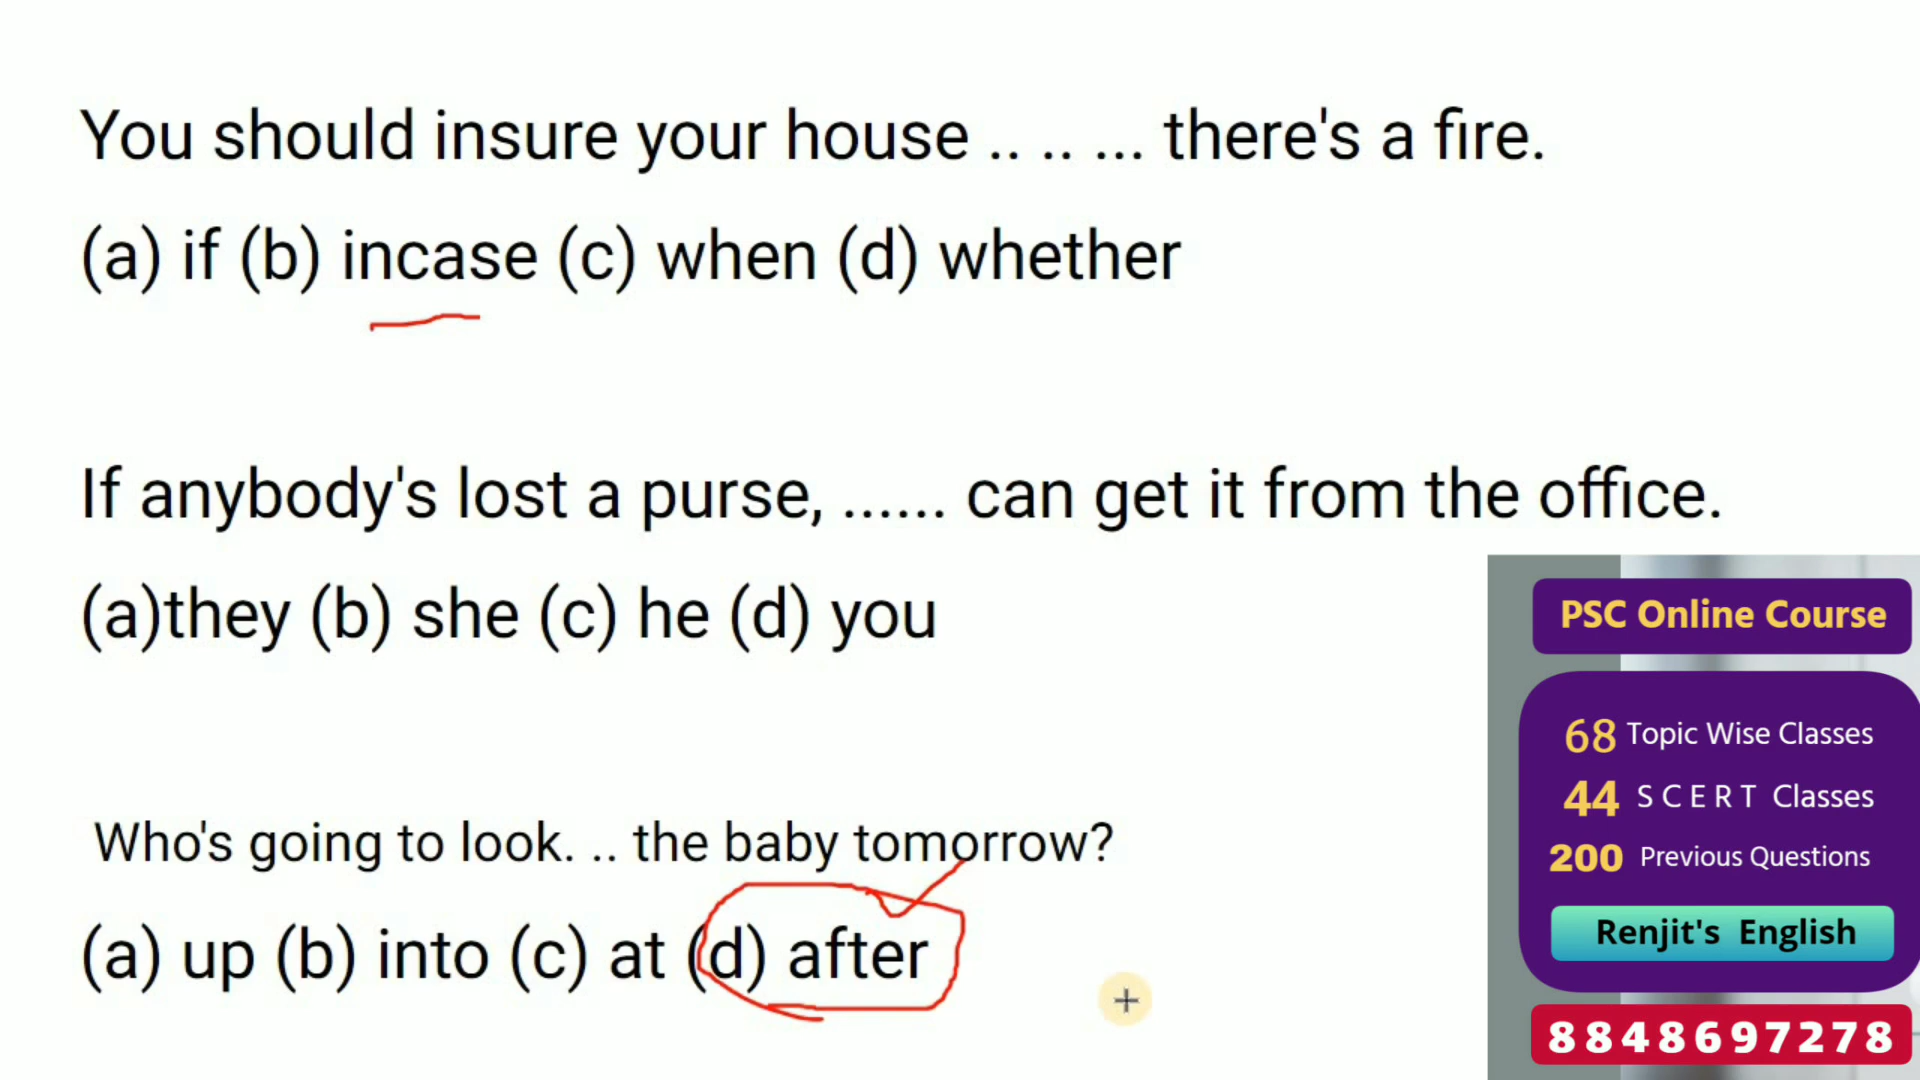 You should insure your house .. .. ... there's a fire.
(a) if (b) incase (c) when (d) whether
If anybody's lost a purse, ...... can get it from the office.
(a)they (b) she (c) he (d) you
Who's going to look. .. the baby tomorrow?
(a) up (b) into (c) at (d) after
PSC Online Course
68 Topic Wise Classes
44 S C E R T Classes
200 Previous Questions
Renjit's English
8848697278